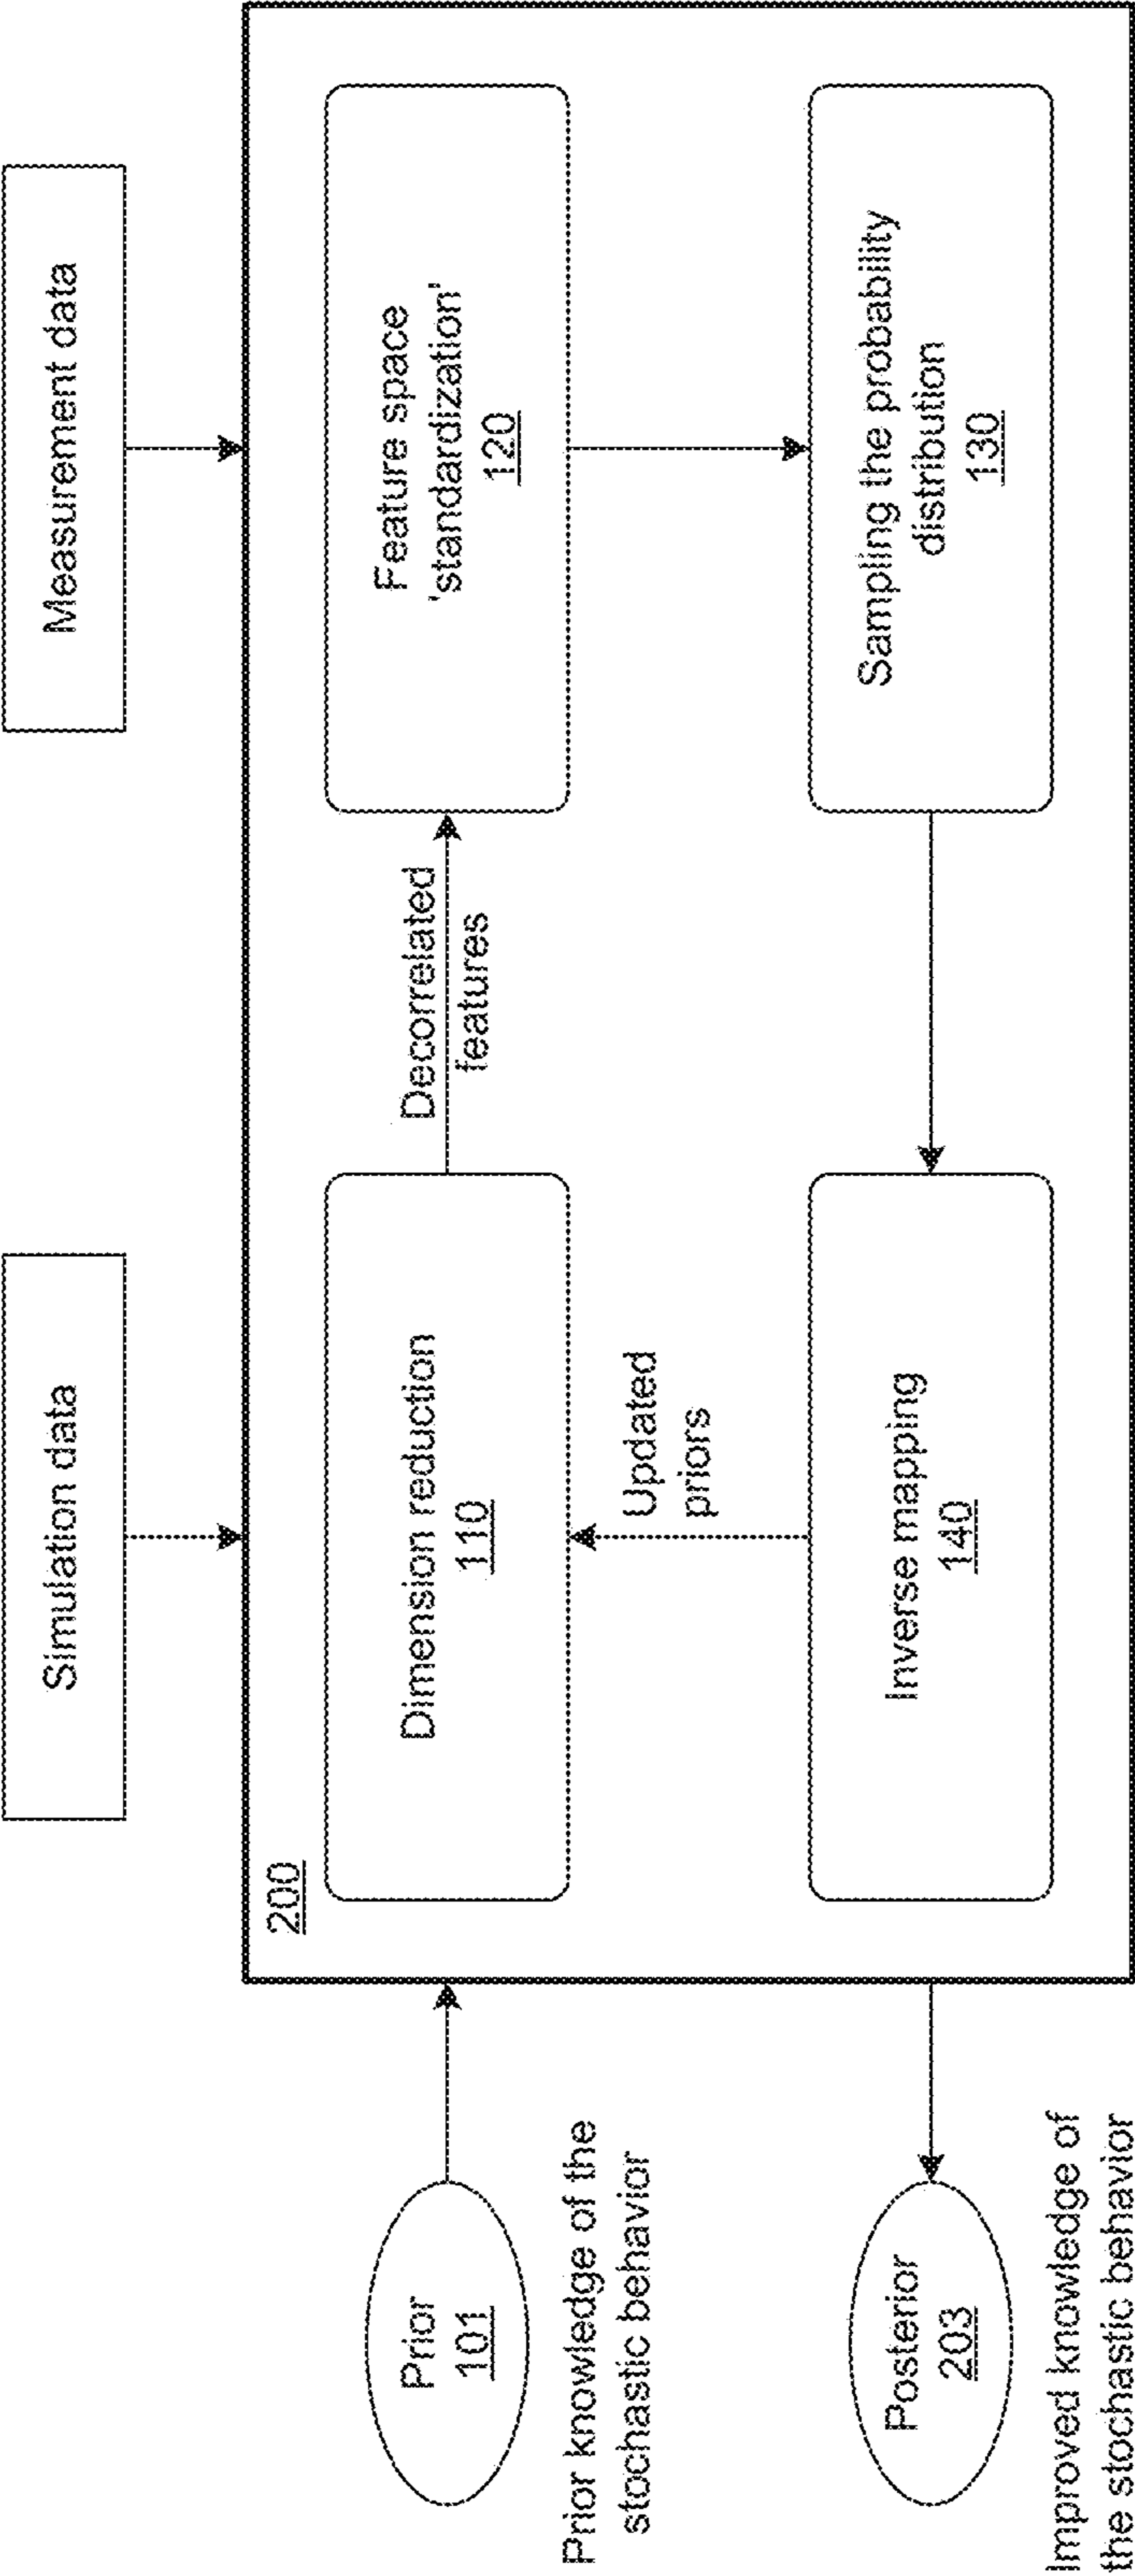 Simulation data
Measurement data
200
Prior
101
Prior knowledge of the
stochastic behavior
Dimension reduction
110
Decorrelated
features
Feature space
'standardization'
120
Updated
priors
Posterior
203
Improved knowledge of
the stochastic behavior
Inverse mapping
140
Sampling the probability
distribution
130